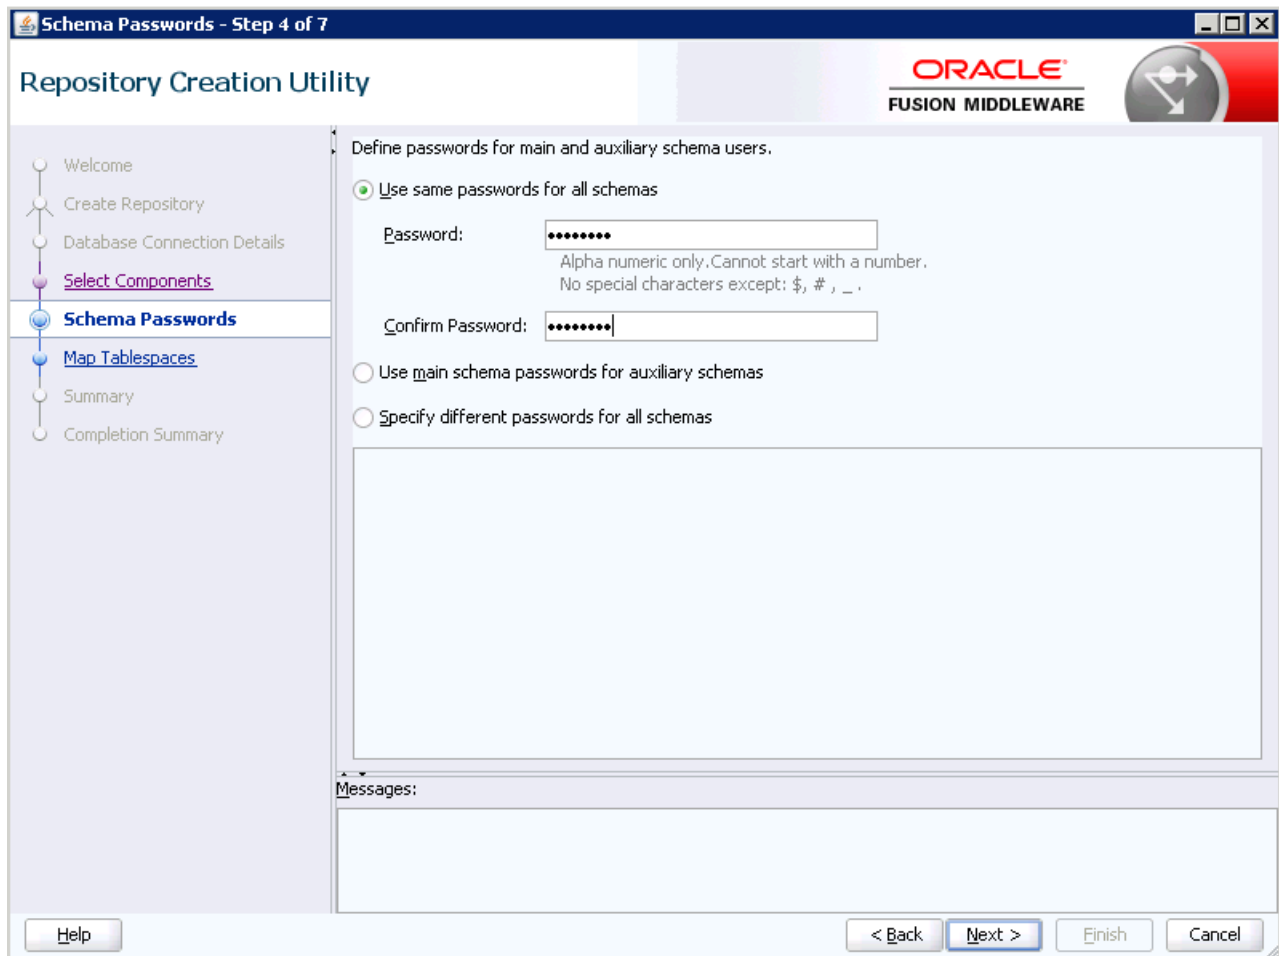 Schema Passwords - Step 4 of 7
Repository Creation Utility
ORACLE
FUSION MIDDLEWARE
Welcome
Create Repository
Database Connection Details
Select Components
Schema Passwords
Map Tablespaces
Summary
Completion Summary
Define passwords for main and auxiliary schema users.
Use same passwords for all schemas
Password: ••••••••
Alpha numeric only.Cannot start with a number.
No special characters except: $, # , _ .
Confirm Password: ••••••••
Use main schema passwords for auxiliary schemas
Specify different passwords for all schemas
Messages:
Help
< Back
Next >
Finish
Cancel